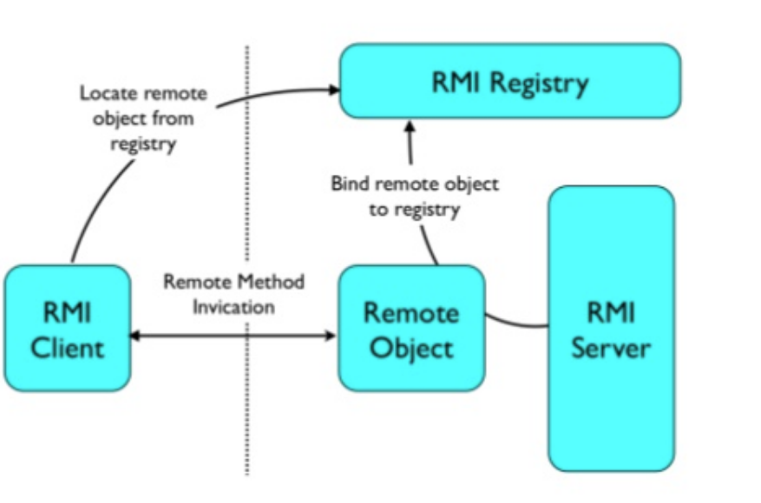 Locate remote
object from
registry
RMI Registry
Bind remote object
to registry
Remote Method
Invication
RMI
Client
Remote
Object
RMI
Server